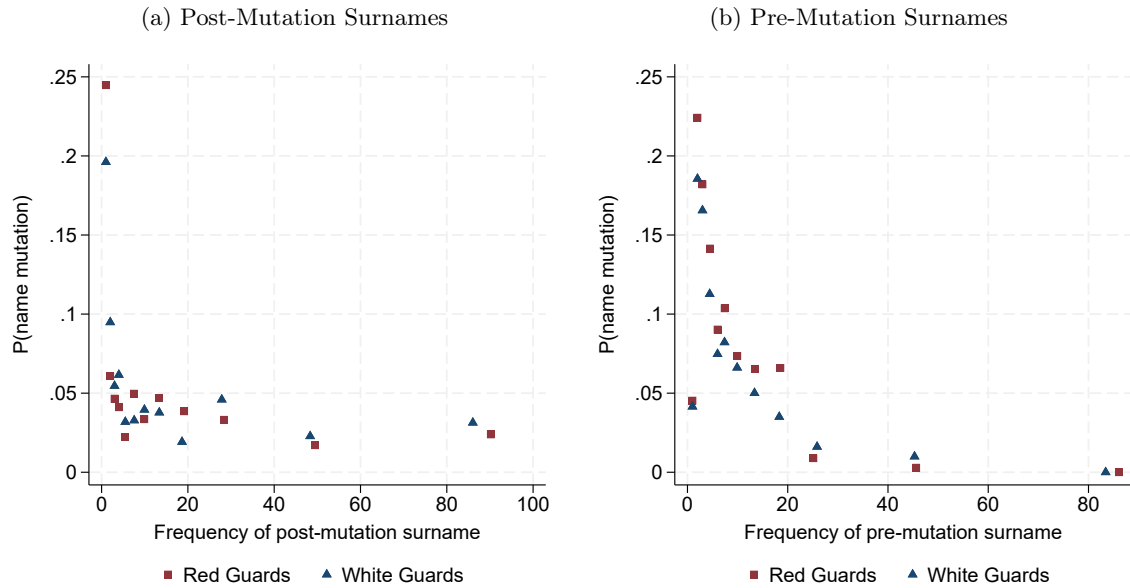 (a) Post-Mutation Surnames
(b) Pre-Mutation Surnames
.25
.2
.15
.1
.05
0
P(name mutation)
0 20 40 60 80 100
Frequency of post-mutation surname
Red Guards White Guards
.25
.2
.15
.1
.05
0
P(name mutation)
0 20 40 60 80
Frequency of pre-mutation surname
Red Guards White Guards